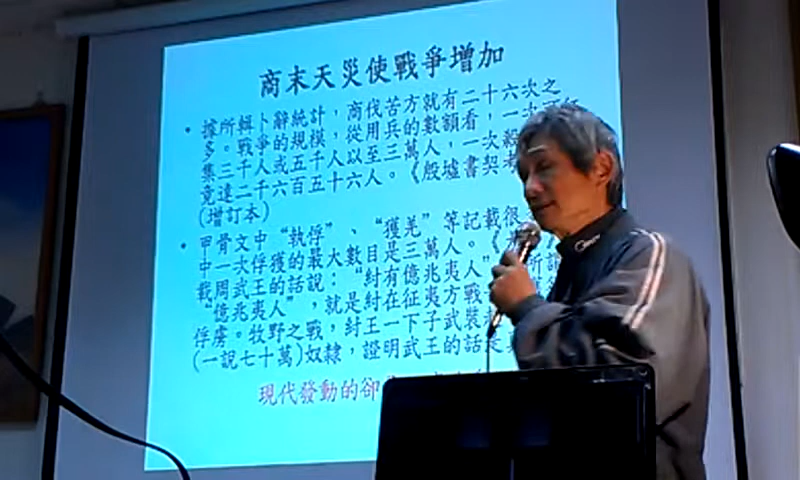 商末天災使戰爭增加
• 據所輯卜辭統計，商伐苦方就有二十六次之
多。戰爭的規模，從用兵的數額看，一次
集三千人或五千人以至三萬人，一次
竟達二千六百五十六人。《殷墟書契考
(增訂本)
• 甲骨文中“執俘”、“獲羌”等記載很
中一次俘獲的最大數目是三萬人。《
載周武王的話說：“紂有億兆夷人” 所
“億兆夷人”，就是紂在征夷方戰
俘虜。牧野之戰，紂王一下子武裝
(一說七十萬)奴隸，證明武王的話是
現代發動的卻